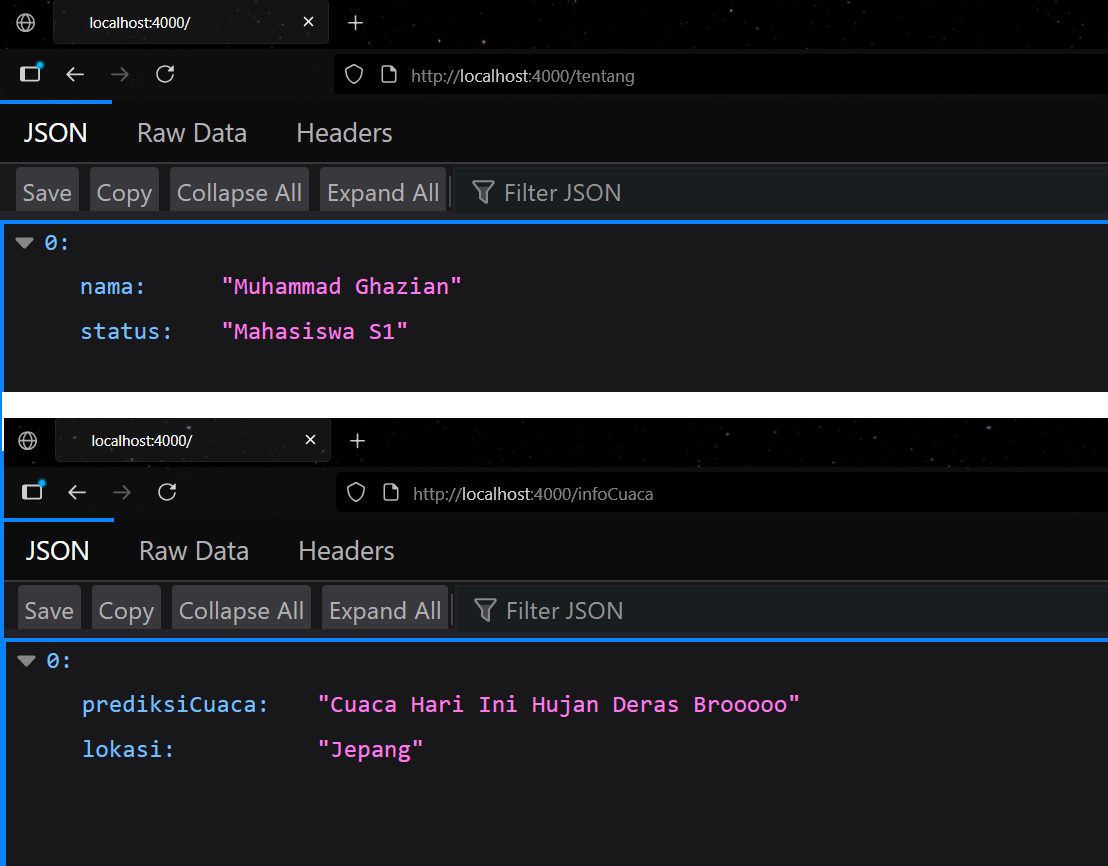 localhost:4000/
http://localhost:4000/tentang
JSON Raw Data Headers
Save Copy Collapse All Expand All Filter JSON
0:
nama: "Muhammad Ghazian"
status: "Mahasiswa S1"
localhost:4000/
http://localhost:4000/infoCuaca
JSON Raw Data Headers
Save Copy Collapse All Expand All Filter JSON
0:
prediksiCuaca: "Cuaca Hari Ini Hujan Deras Brooooo"
lokasi: "Jepang"